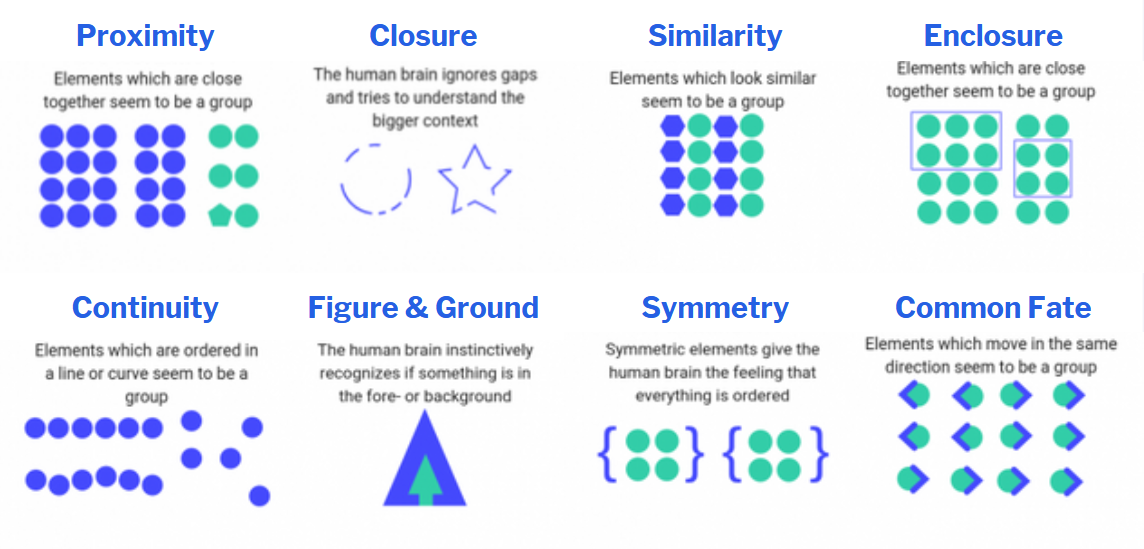 Proximity
Elements which are close
together seem to be a group
Closure
The human brain ignores gaps
and tries to understand the
bigger context
Similarity
Elements which look similar
seem to be a group
Enclosure
Elements which are close
together seem to be a group
Continuity
Elements which are ordered in
a line or curve seem to be a
group
Figure & Ground
The human brain instinctively
recognizes if something is in
the fore- or background
Symmetry
Symmetric elements give the
human brain the feeling that
everything is ordered
Common Fate
Elements which move in the same
direction seem to be a group